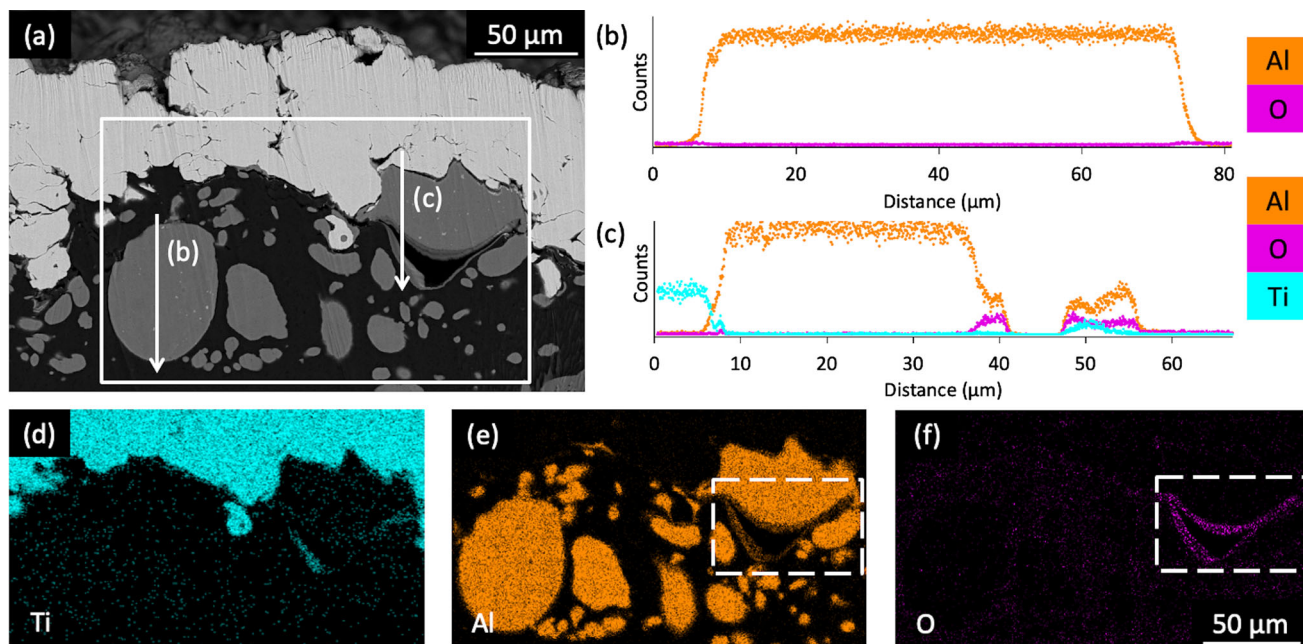 (a)
50 µm
(b)
(c)
(b)
Counts
0
20
40
60
80
Distance (µm)
Al
O
(c)
Counts
0
10
20
30
40
50
60
Distance (µm)
Al
O
Ti
(d)
Ti
(e)
Al
(f)
O
50 µm